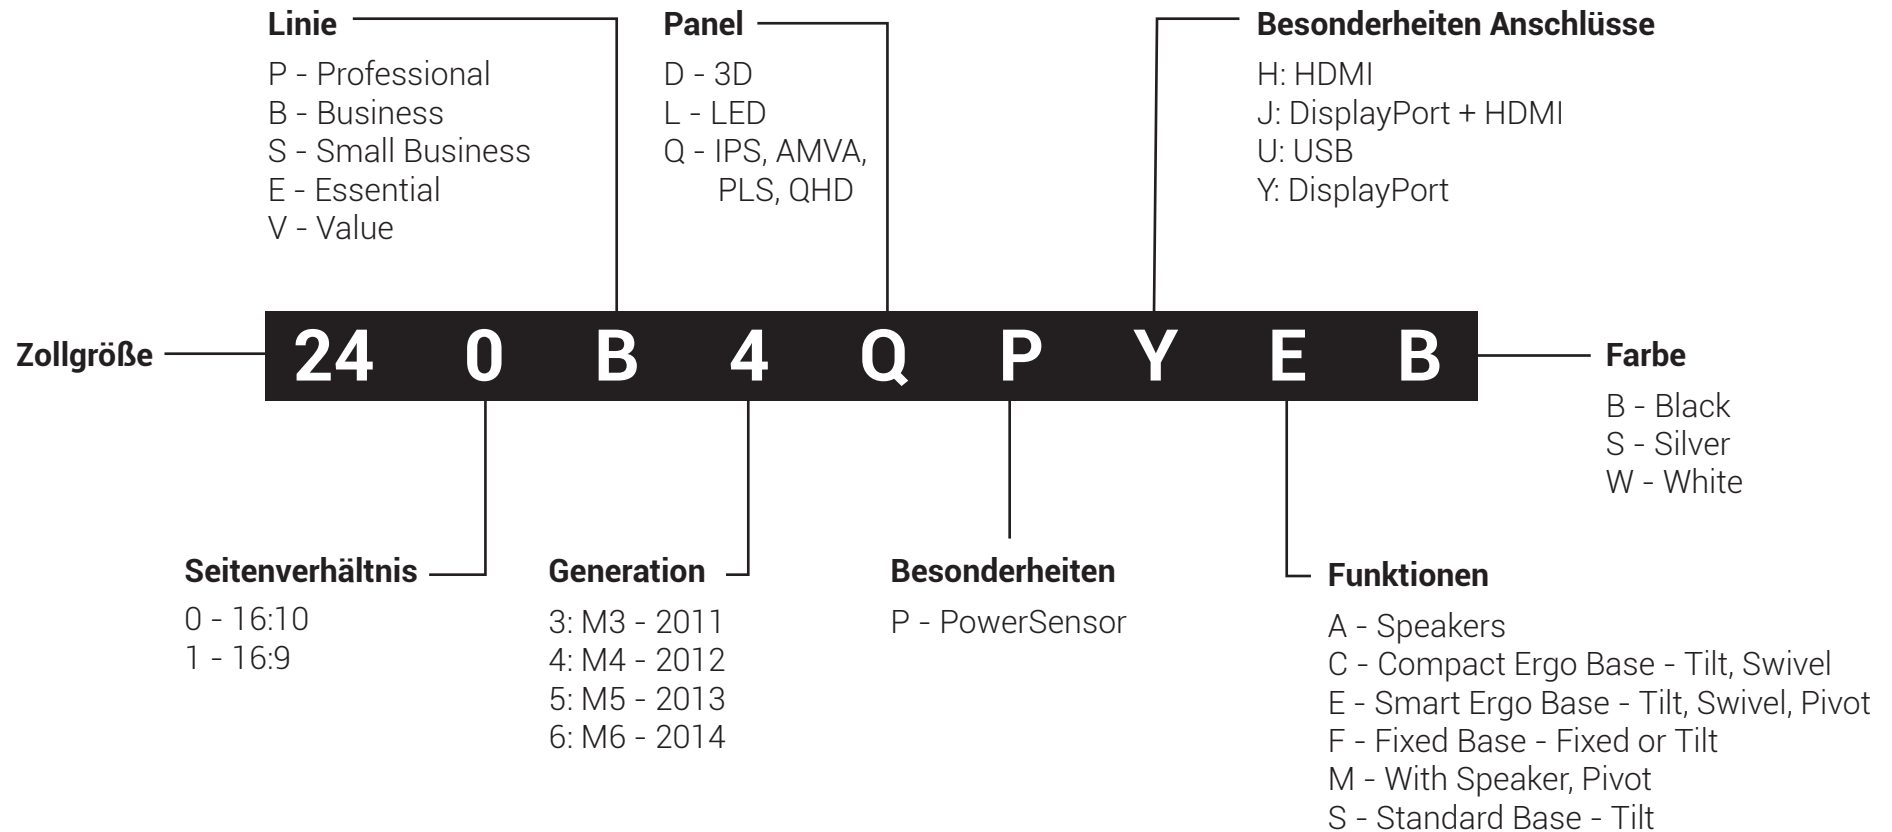 Linie
P - Professional
B - Business
S - Small Business
E - Essential
V - Value
Panel
D - 3D
L - LED
Q - IPS, AMVA,
PLS, QHD
Besonderheiten Anschlüsse
H: HDMI
J: DisplayPort + HDMI
U: USB
Y: DisplayPort
Zollgröße
24 0 B 4 Q P Y E B
Farbe
B - Black
S - Silver
W - White
Seitenverhältnis
0 - 16:10
1 - 16:9
Generation
3: M3 - 2011
4: M4 - 2012
5: M5 - 2013
6: M6 - 2014
Besonderheiten
P - PowerSensor
Funktionen
A - Speakers
C - Compact Ergo Base - Tilt, Swivel
E - Smart Ergo Base - Tilt, Swivel, Pivot
F - Fixed Base - Fixed or Tilt
M - With Speaker, Pivot
S - Standard Base - Tilt